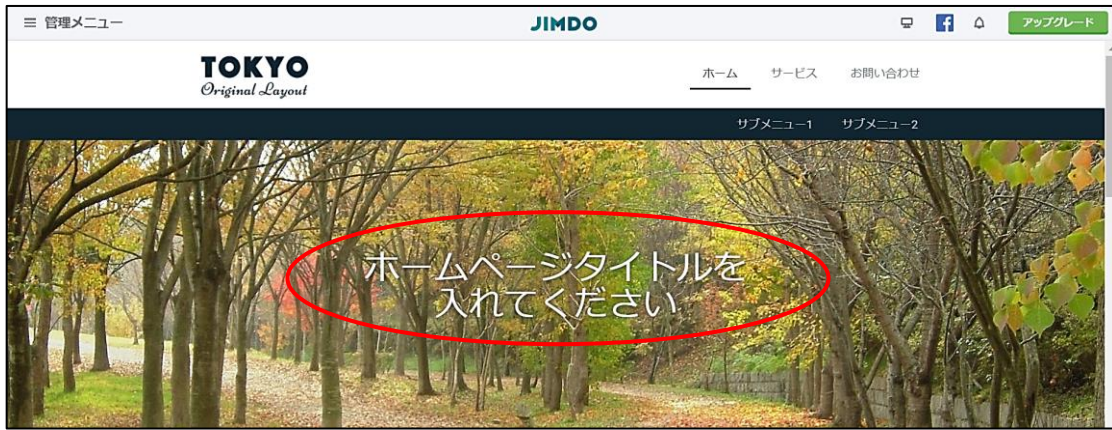 管理メニュー
JIMDO
アップグレード
TOKYO
Original Layout
ホーム サービス お問い合わせ
サブメニュー1 サブメニュー2
ホームページタイトルを
入れてください